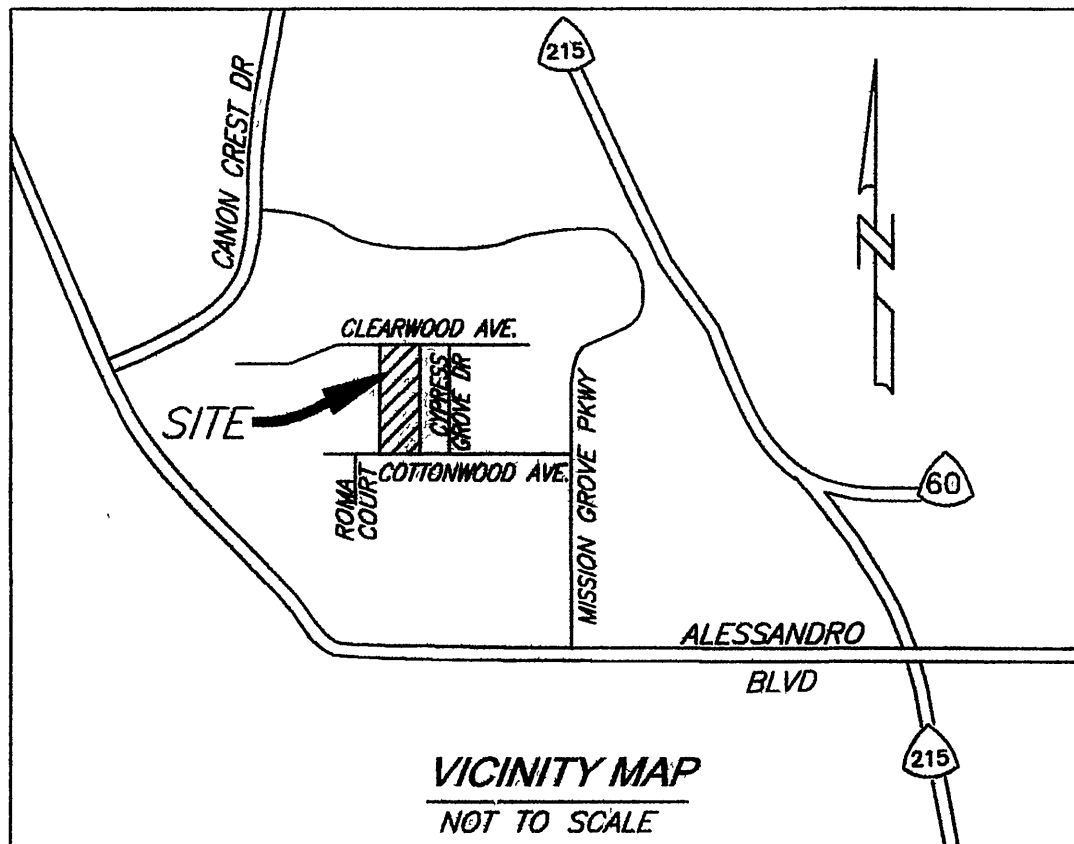 215
CANON CREST DR
N
CLEARWOOD AVE.
CYPRESS
GROVE DR
SITE
MISSION GROVE PKWY
COTTONWOOD AVE.
ROMA
COURT
60
ALESSANDRO
BLVD
215
VICINITY MAP
NOT TO SCALE